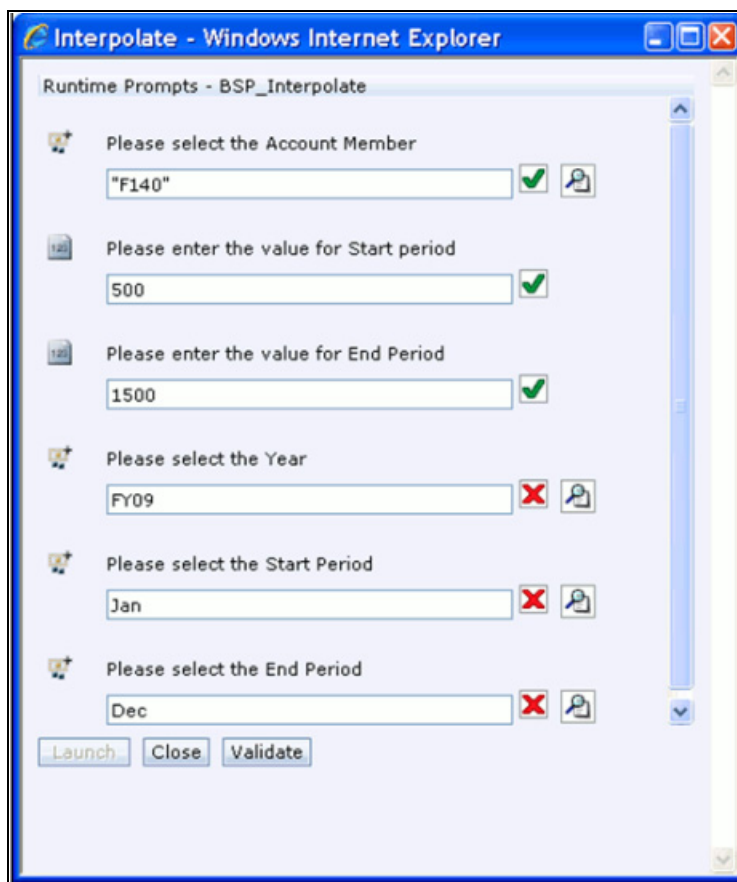 Interpolate - Windows Internet Explorer
Runtime Prompts - BSP_Interpolate
Please select the Account Member
"F140"
Please enter the value for Start period
500
Please enter the value for End Period
1500
Please select the Year
FY09
Please select the Start Period
Jan
Please select the End Period
Dec
Launch Close Validate